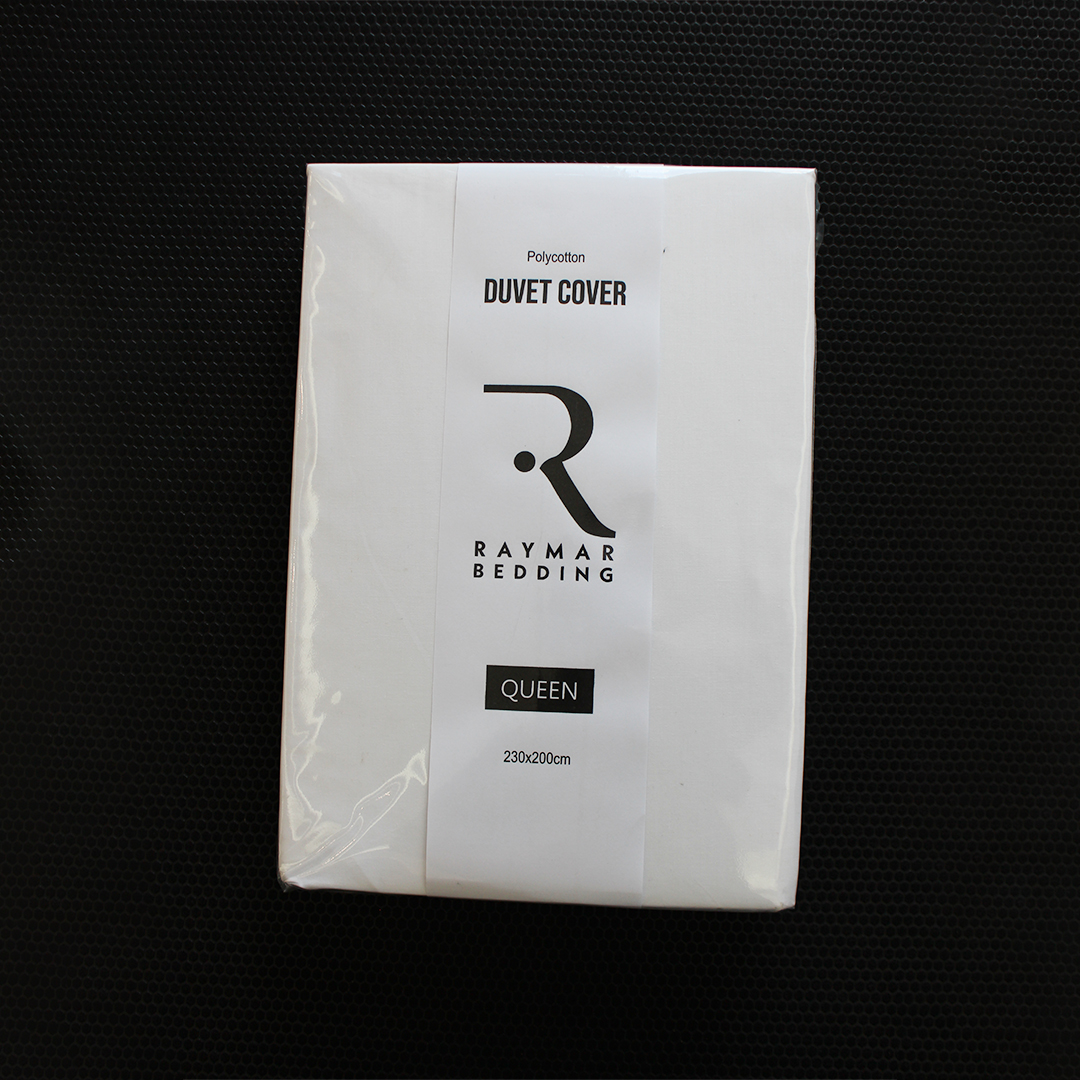 Polycotton
DUVET COVER
R
RAYMAR
BEDDING
QUEEN
230x200cm